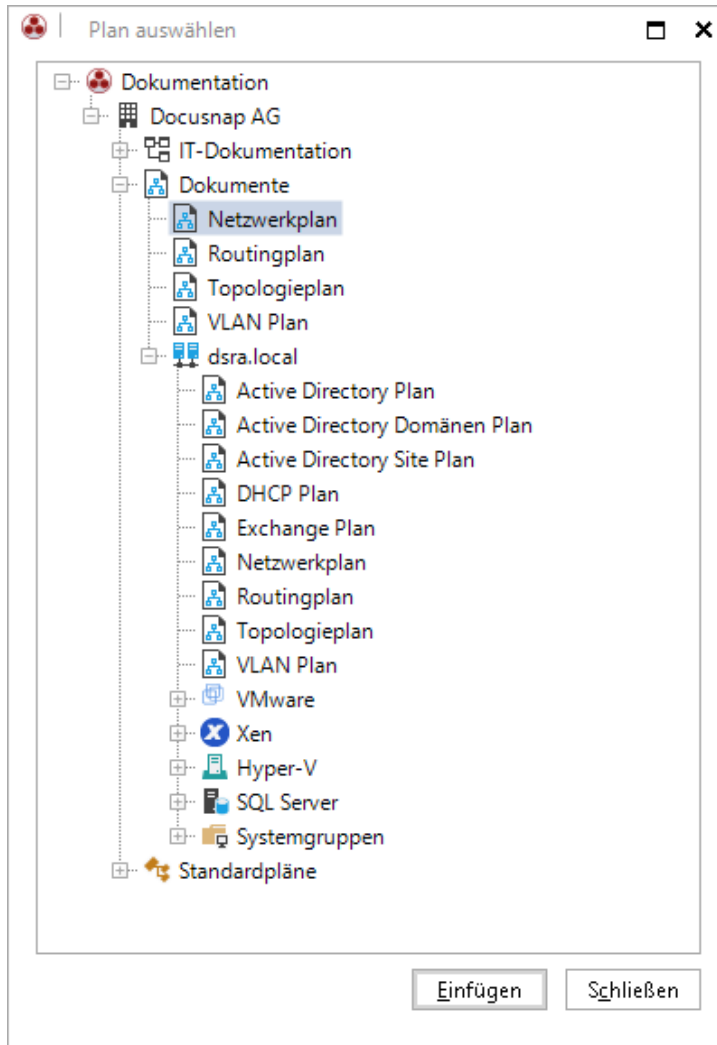 Plan auswählen
Dokumentation
Docusnap AG
IT-Dokumentation
Dokumente
Netzwerkplan
Routingplan
Topologieplan
VLAN Plan
dsra.local
Active Directory Plan
Active Directory Domänen Plan
Active Directory Site Plan
DHCP Plan
Exchange Plan
Netzwerkplan
Routingplan
Topologieplan
VLAN Plan
VMware
Xen
Hyper-V
SQL Server
Systemgruppen
Standardpläne
Einfügen Schließen